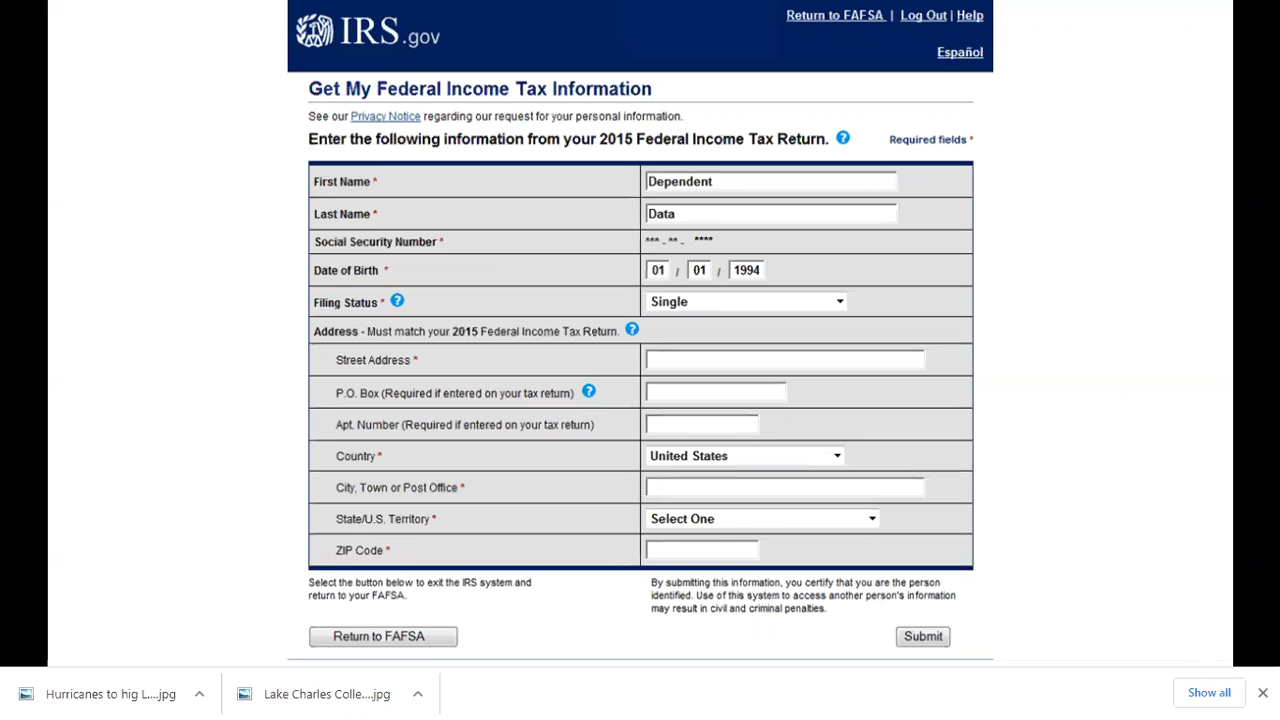 IRS.gov
Return to FAFSA | Log Out | Help
Español
Get My Federal Income Tax Information
See our Privacy Notice regarding our request for your personal information.
Enter the following information from your 2015 Federal Income Tax Return. ?
Required fields *
First Name * Dependent
Last Name * Data
Social Security Number * *** - ** - ****
Date of Birth * 01 / 01 / 1994
Filing Status * ? Single
Address - Must match your 2015 Federal Income Tax Return. ?
Street Address *
P.O. Box (Required if entered on your tax return) ?
Apt. Number (Required if entered on your tax return)
Country * United States
City, Town or Post Office *
State/U.S. Territory * Select One
ZIP Code *
Select the button below to exit the IRS system and
return to your FAFSA.
By submitting this information, you certify that you are the person
identified. Use of this system to access another person's information
may result in civil and criminal penalties.
Return to FAFSA
Submit
Hurricanes to hig L....jpg
Lake Charles Colle....jpg
Show all